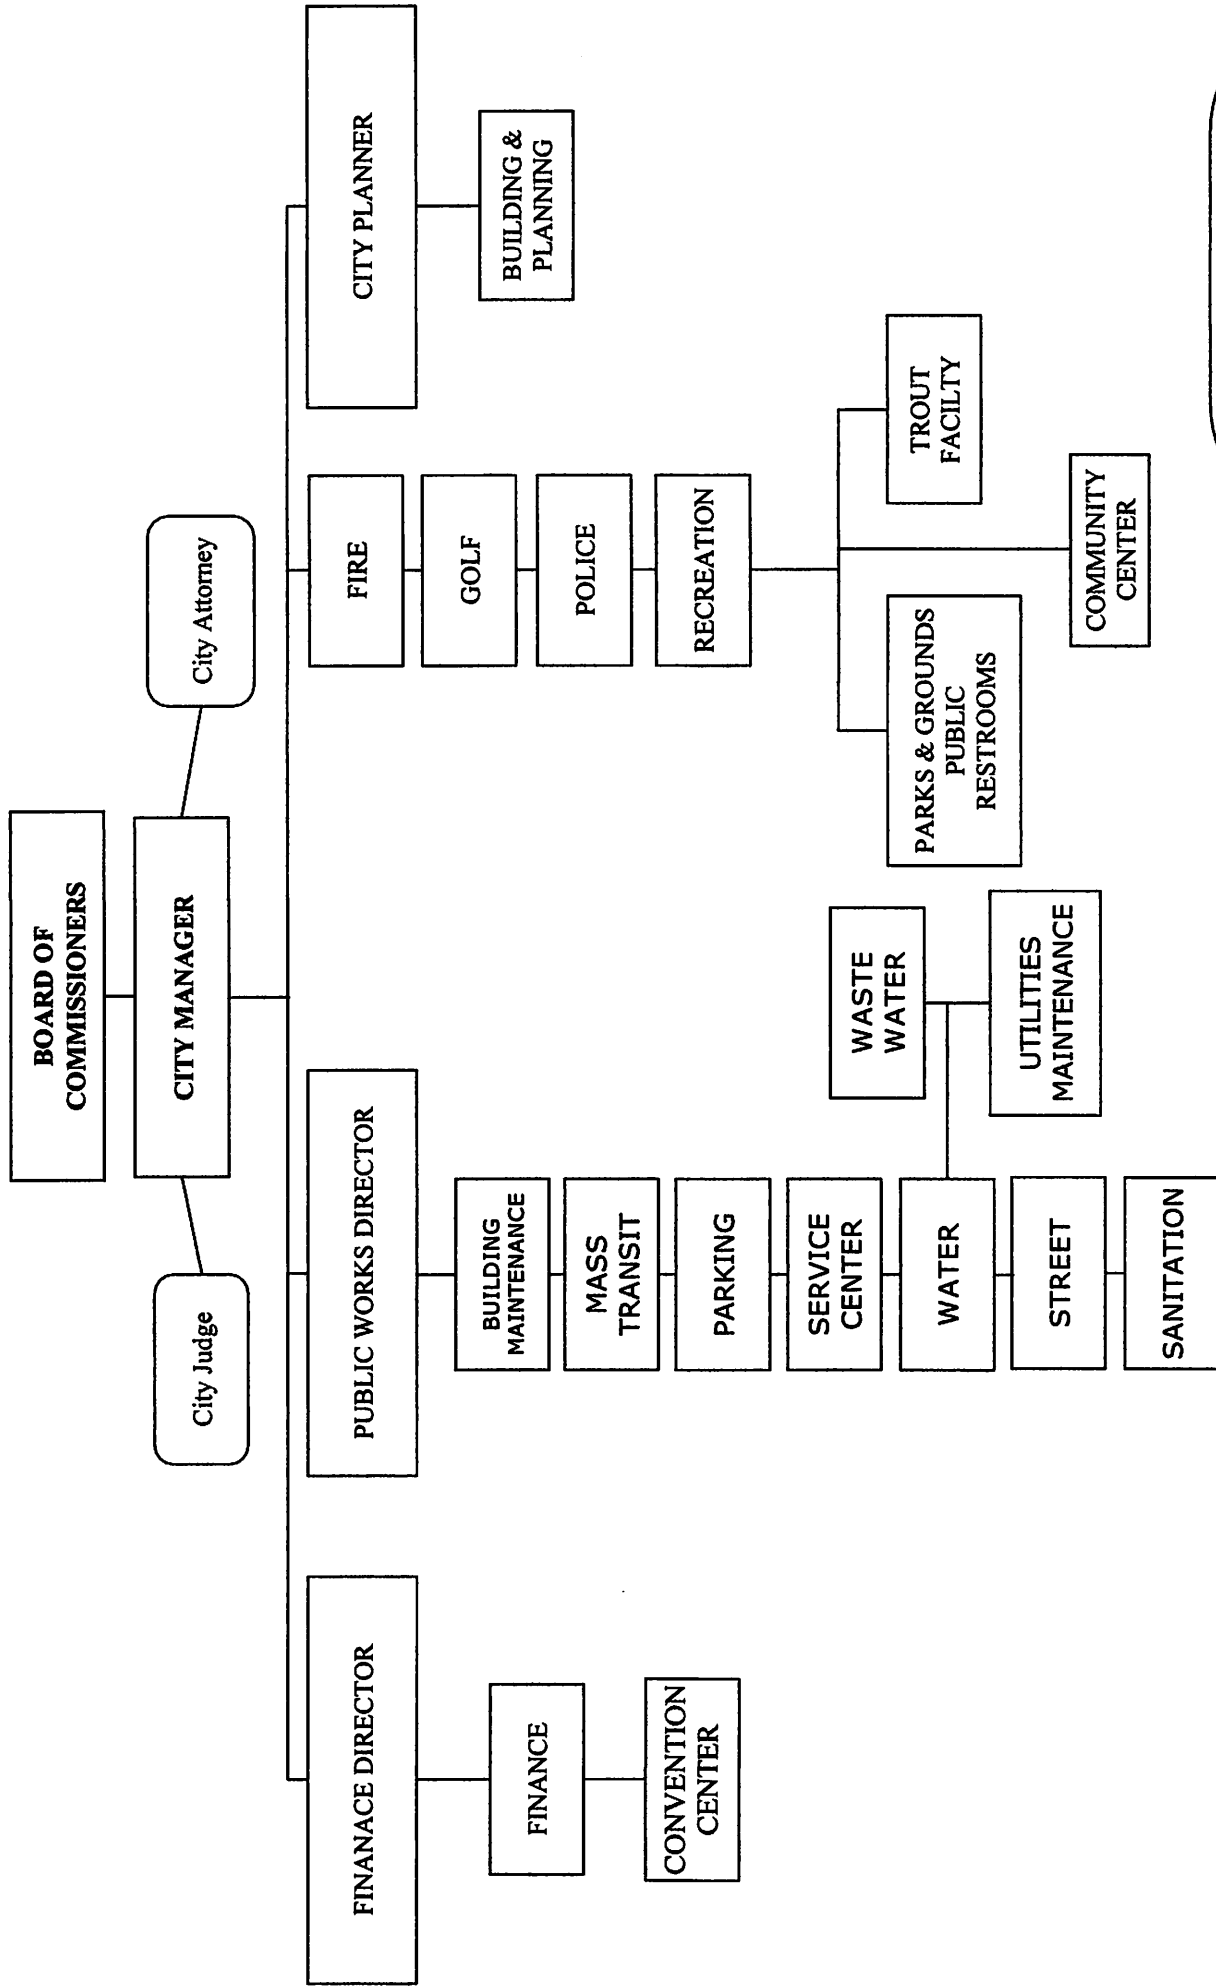 BOARD OF
COMMISSIONERS
CITY MANAGER
City Judge
City Attorney
FINANACE DIRECTOR
FINANCE
CONVENTION
CENTER
PUBLIC WORKS DIRECTOR
BUILDING
MAINTENANCE
MASS
TRANSIT
PARKING
SERVICE
CENTER
WATER
WASTE
WATER
UTILITIES
MAINTENANCE
STREET
SANITATION
FIRE
GOLF
POLICE
RECREATION
PARKS & GROUNDS
PUBLIC
RESTROOMS
COMMUNITY
CENTER
TROUT
FACILTY
CITY PLANNER
BUILDING &
PLANNING